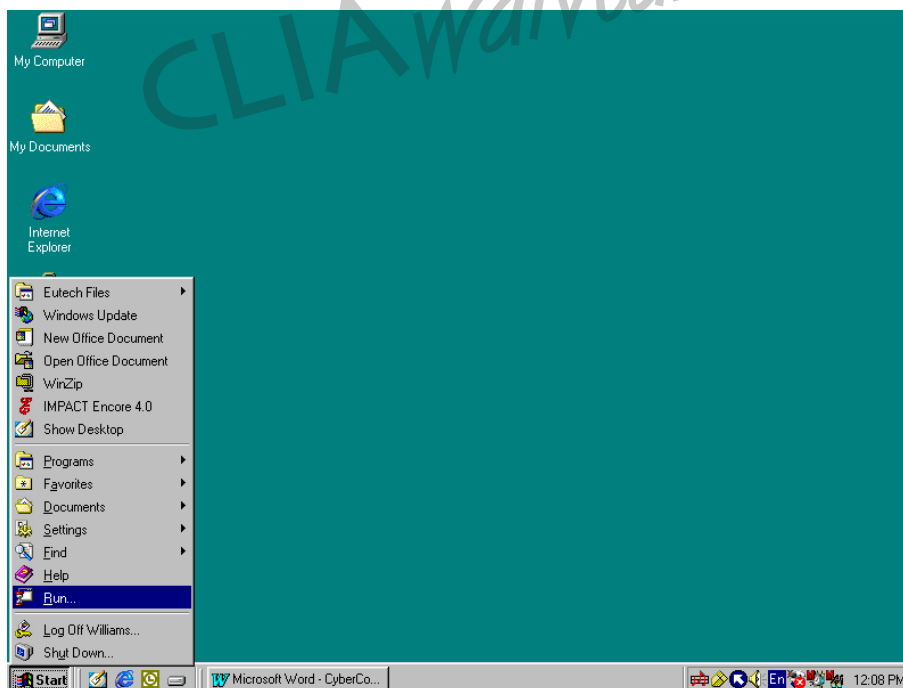 CLIAwaived
My Computer
My Documents
Internet
Explorer
Eutech Files
Windows Update
New Office Document
Open Office Document
WinZip
IMPACT Encore 4.0
Show Desktop
Programs
Favorites
Documents
Settings
Find
Help
Run...
Log Off Williams...
Shut Down...
Start
Microsoft Word - CyberCo...
En
12:08 PM